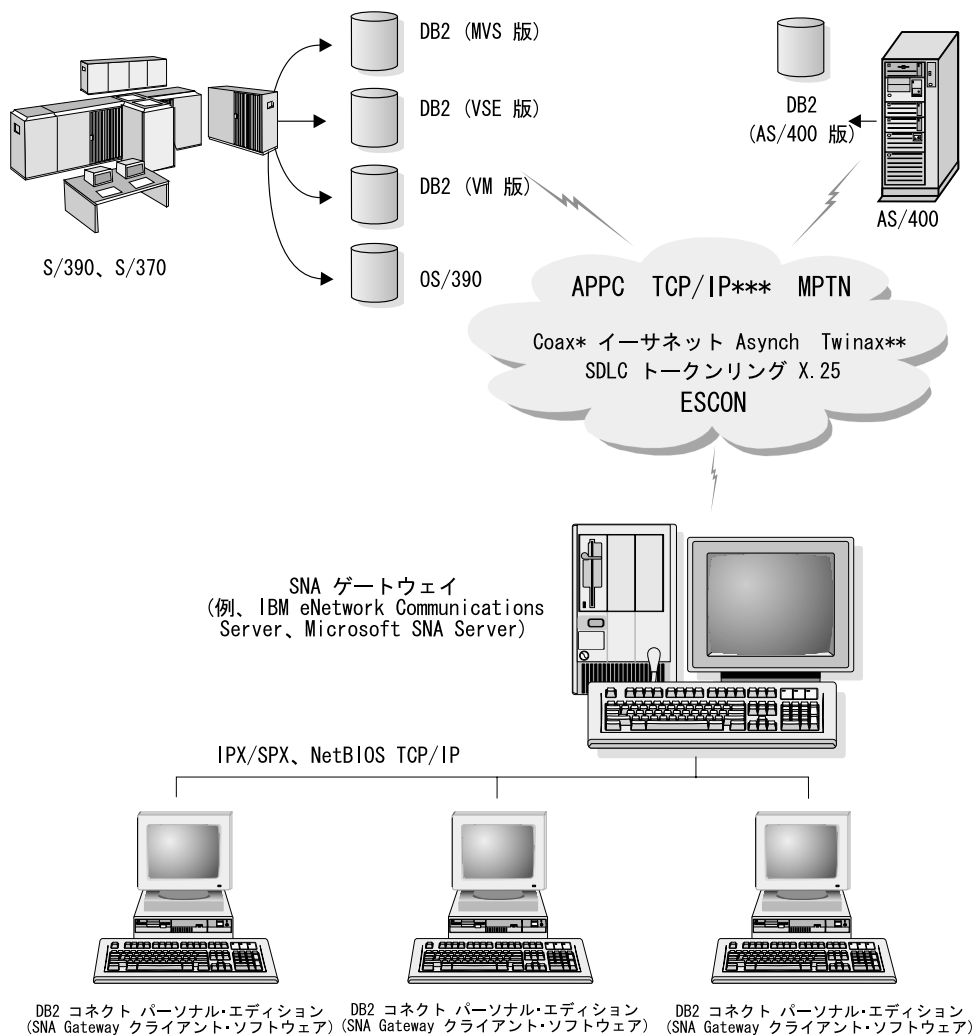 DB2 (MVS 版)
DB2 (VSE 版)
DB2 (VM 版)
OS/390
S/390、S/370
DB2
(AS/400 版)
AS/400
APPC TCP/IP*** MPTN
Coax* イーサネット Asynch Twinax**
SDLC トークンリング X.25
ESCON
SNA ゲートウェイ
(例、IBM eNetwork Communications
Server、Microsoft SNA Server)
IPX/SPX、NetBIOS TCP/IP
DB2 コネクト パーソナル・エディション
(SNA Gateway クライアント・ソフトウェア)
DB2 コネクト パーソナル・エディション
(SNA Gateway クライアント・ソフトウェア)
DB2 コネクト パーソナル・エディション
(SNA Gateway クライアント・ソフトウェア